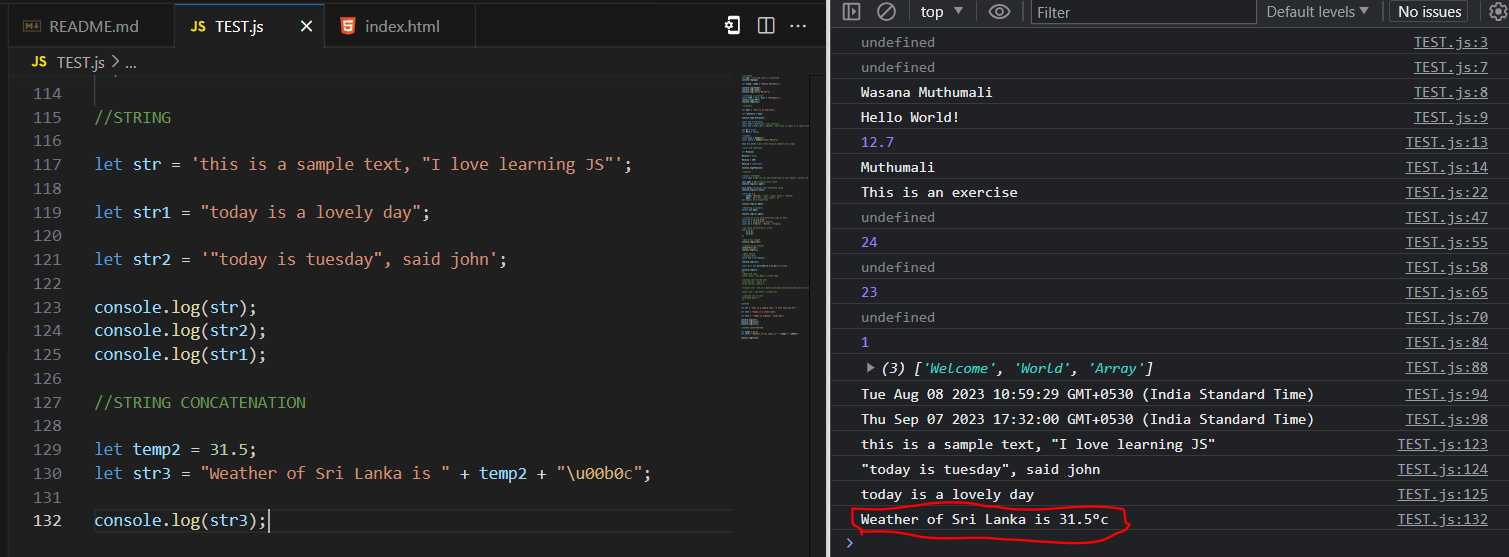 README.md
JS TEST.js
index.html
JS TEST.js > ...
114
115 //STRING
116
117 let str = 'this is a sample text, "I love learning JS"';
118
119 let str1 = "today is a lovely day";
120
121 let str2 = '"today is tuesday", said john';
122
123 console.log(str);
124 console.log(str2);
125 console.log(str1);
126
127 //STRING CONCATENATION
128
129 let temp2 = 31.5;
130 let str3 = "Weather of Sri Lanka is " + temp2 + "\u00b0c";
131
132 console.log(str3);
top Filter Default levels No issues
undefined TEST.js:3
undefined TEST.js:7
Wasana Muthumali TEST.js:8
Hello World! TEST.js:9
12.7 TEST.js:13
Muthumali TEST.js:14
This is an exercise TEST.js:22
undefined TEST.js:47
24 TEST.js:55
undefined TEST.js:58
23 TEST.js:65
undefined TEST.js:70
1 TEST.js:84
(3) ['Welcome', 'World', 'Array'] TEST.js:88
Tue Aug 08 2023 10:59:29 GMT+0530 (India Standard Time) TEST.js:94
Thu Sep 07 2023 17:32:00 GMT+0530 (India Standard Time) TEST.js:98
this is a sample text, "I love learning JS" TEST.js:123
"today is tuesday", said john TEST.js:124
today is a lovely day TEST.js:125
Weather of Sri Lanka is 31.5°c TEST.js:132